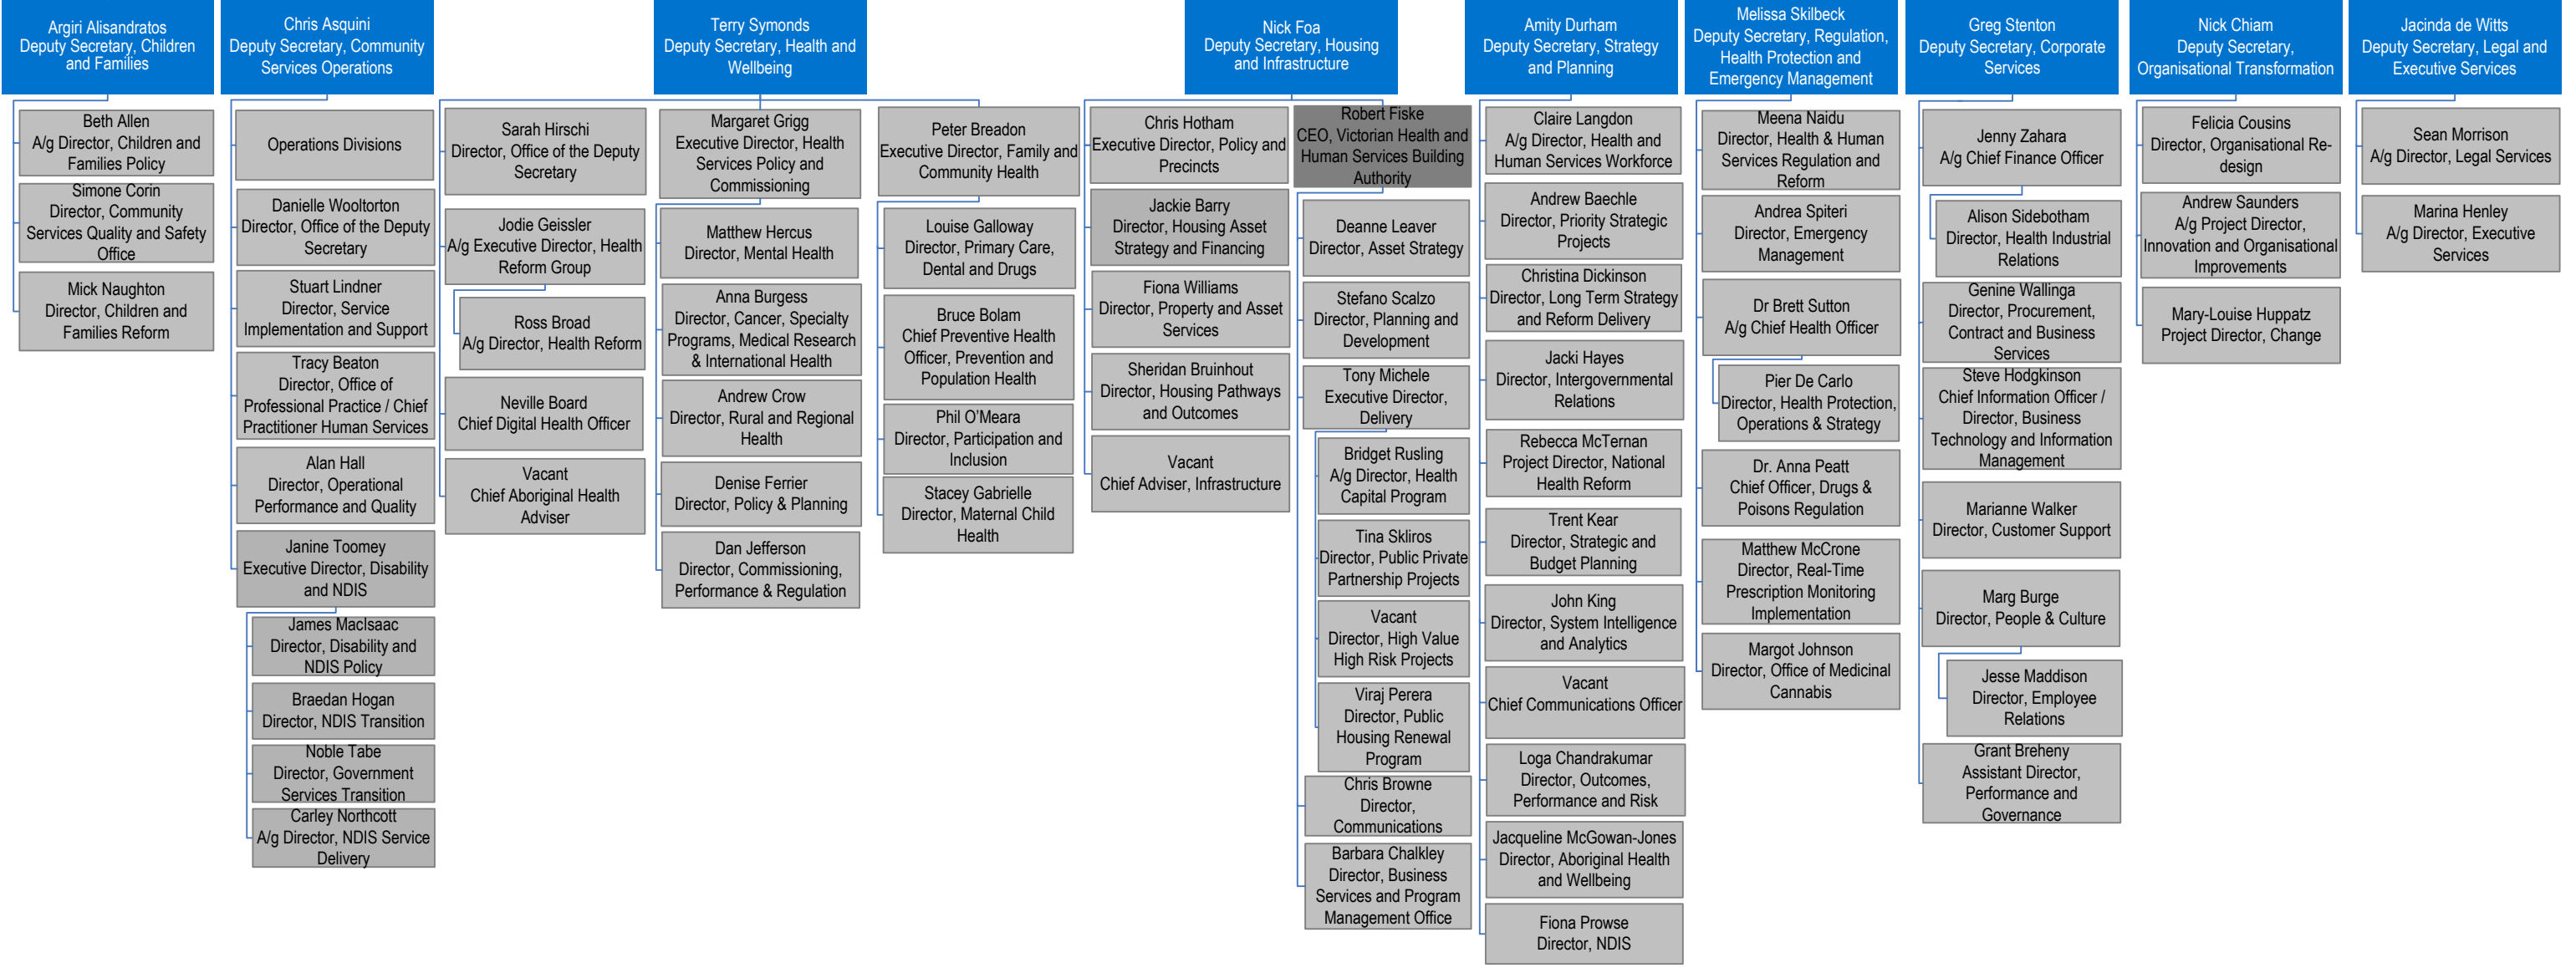 Argiri Alisandratos
Deputy Secretary, Children
and Families
Beth Allen
A/g Director, Children and
Families Policy
Simone Corin
Director, Community
Services Quality and Safety
Office
Mick Naughton
Director, Children and
Families Reform
Chris Asquini
Deputy Secretary, Community
Services Operations
Operations Divisions
Danielle Wooltorton
Director, Office of the Deputy
Secretary
Stuart Lindner
Director, Service
Implementation and Support
Tracy Beaton
Director, Office of
Professional Practice / Chief
Practitioner Human Services
Alan Hall
Director, Operational
Performance and Quality
Janine Toomey
Executive Director, Disability
and NDIS
James MacIsaac
Director, Disability and
NDIS Policy
Braedan Hogan
Director, NDIS Transition
Noble Tabe
Director, Government
Services Transition
Carley Northcott
A/g Director, NDIS Service
Delivery
Terry Symonds
Deputy Secretary, Health and
Wellbeing
Sarah Hirschi
Director, Office of the Deputy
Secretary
Jodie Geissler
A/g Executive Director, Health
Reform Group
Ross Broad
A/g Director, Health Reform
Neville Board
Chief Digital Health Officer
Vacant
Chief Aboriginal Health
Adviser
Margaret Grigg
Executive Director, Health
Services Policy and
Commissioning
Matthew Hercus
Director, Mental Health
Anna Burgess
Director, Cancer, Specialty
Programs, Medical Research
& International Health
Andrew Crow
Director, Rural and Regional
Health
Denise Ferrier
Director, Policy & Planning
Dan Jefferson
Director, Commissioning,
Performance & Regulation
Peter Breadon
Executive Director, Family and
Community Health
Louise Galloway
Director, Primary Care,
Dental and Drugs
Bruce Bolam
Chief Preventive Health
Officer, Prevention and
Population Health
Phil O’Meara
Director, Participation and
Inclusion
Stacey Gabrielle
Director, Maternal Child
Health
Nick Foa
Deputy Secretary, Housing
and Infrastructure
Chris Hotham
Executive Director, Policy and
Precincts
Jackie Barry
Director, Housing Asset
Strategy and Financing
Fiona Williams
Director, Property and Asset
Services
Sheridan Bruinhout
Director, Housing Pathways
and Outcomes
Vacant
Chief Adviser, Infrastructure
Robert Fiske
CEO, Victorian Health and
Human Services Building
Authority
Deanne Leaver
Director, Asset Strategy
Stefano Scalzo
Director, Planning and
Development
Tony Michele
Executive Director,
Delivery
Bridget Rusling
A/g Director, Health
Capital Program
Tina Skliros
Director, Public Private
Partnership Projects
Vacant
Director, High Value
High Risk Projects
Viraj Perera
Director, Public
Housing Renewal
Program
Chris Browne
Director,
Communications
Barbara Chalkley
Director, Business
Services and Program
Management Office
Amity Durham
Deputy Secretary, Strategy
and Planning
Claire Langdon
A/g Director, Health and
Human Services Workforce
Andrew Baechle
Director, Priority Strategic
Projects
Christina Dickinson
Director, Long Term Strategy
and Reform Delivery
Jacki Hayes
Director, Intergovernmental
Relations
Rebecca McTernan
Project Director, National
Health Reform
Trent Kear
Director, Strategic and
Budget Planning
John King
Director, System Intelligence
and Analytics
Vacant
Chief Communications Officer
Loga Chandrakumar
Director, Outcomes,
Performance and Risk
Jacqueline McGowan-Jones
Director, Aboriginal Health
and Wellbeing
Fiona Prowse
Director, NDIS
Melissa Skilbeck
Deputy Secretary, Regulation,
Health Protection and
Emergency Management
Meena Naidu
Director, Health & Human
Services Regulation and
Reform
Andrea Spiteri
Director, Emergency
Management
Dr Brett Sutton
A/g Chief Health Officer
Pier De Carlo
Director, Health Protection,
Operations & Strategy
Dr. Anna Peatt
Chief Officer, Drugs &
Poisons Regulation
Matthew McCrone
Director, Real-Time
Prescription Monitoring
Implementation
Margot Johnson
Director, Office of Medicinal
Cannabis
Greg Stenton
Deputy Secretary, Corporate
Services
Jenny Zahara
A/g Chief Finance Officer
Alison Sidebotham
Director, Health Industrial
Relations
Genine Wallinga
Director, Procurement,
Contract and Business
Services
Steve Hodgkinson
Chief Information Officer /
Director, Business
Technology and Information
Management
Marianne Walker
Director, Customer Support
Marg Burge
Director, People & Culture
Jesse Maddison
Director, Employee
Relations
Grant Breheny
Assistant Director,
Performance and
Governance
Nick Chiam
Deputy Secretary,
Organisational Transformation
Felicia Cousins
Director, Organisational Re-
design
Andrew Saunders
A/g Project Director,
Innovation and Organisational
Improvements
Mary-Louise Huppatz
Project Director, Change
Jacinda de Witts
Deputy Secretary, Legal and
Executive Services
Sean Morrison
A/g Director, Legal Services
Marina Henley
A/g Director, Executive
Services